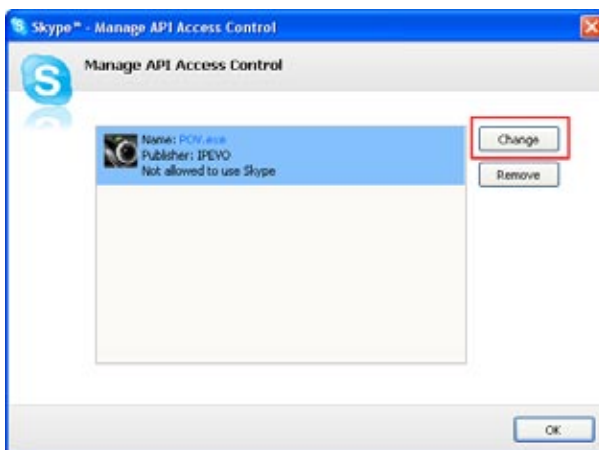 Skype™ - Manage API Access Control
Manage API Access Control
Name: POV.exe
Publisher: IPEVO
Not allowed to use Skype
Change
Remove
OK